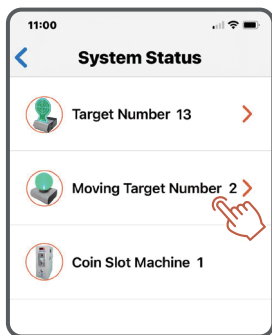 11:00
System Status
Target Number 13
Moving Target Number 2
Coin Slot Machine 1